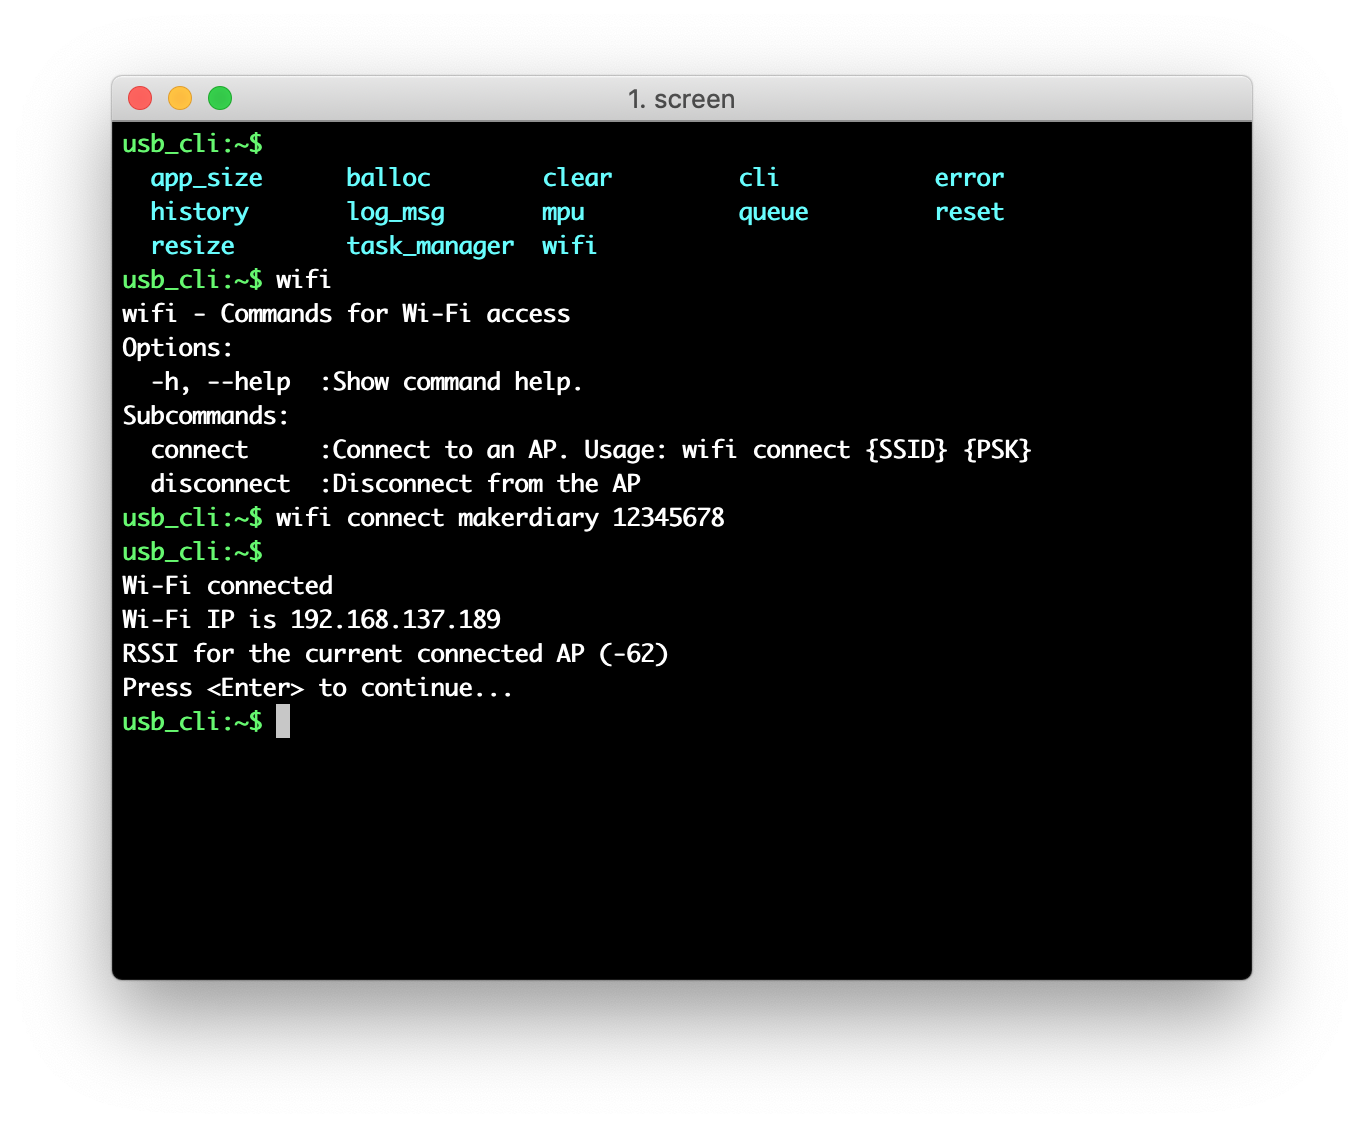 1. screen
usb_cli:~$
app_size balloc clear cli error
history log_msg mpu queue reset
resize task_manager wifi
usb_cli:~$ wifi
wifi - Commands for Wi-Fi access
Options:
-h, --help :Show command help.
Subcommands:
connect :Connect to an AP. Usage: wifi connect {SSID} {PSK}
disconnect :Disconnect from the AP
usb_cli:~$ wifi connect makerdiary 12345678
usb_cli:~$
Wi-Fi connected
Wi-Fi IP is 192.168.137.189
RSSI for the current connected AP (-62)
Press <Enter> to continue...
usb_cli:~$